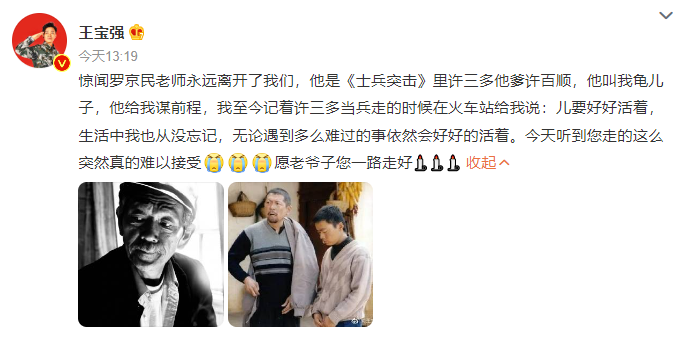 王宝强
今天13:19
惊闻罗京民老师永远离开了我们，他是《士兵突击》里许三多他爹许百顺，他叫我龟儿
子，他给我谋前程，我至今记着许三多当兵走的时候在火车站给我说：儿要好好活着，
生活中我也从没忘记，无论遇到多么难过的事依然会好好的活着。今天听到您走的这么
突然真的难以接受😭😭😭愿老爷子您一路走好🕯🕯🕯 收起